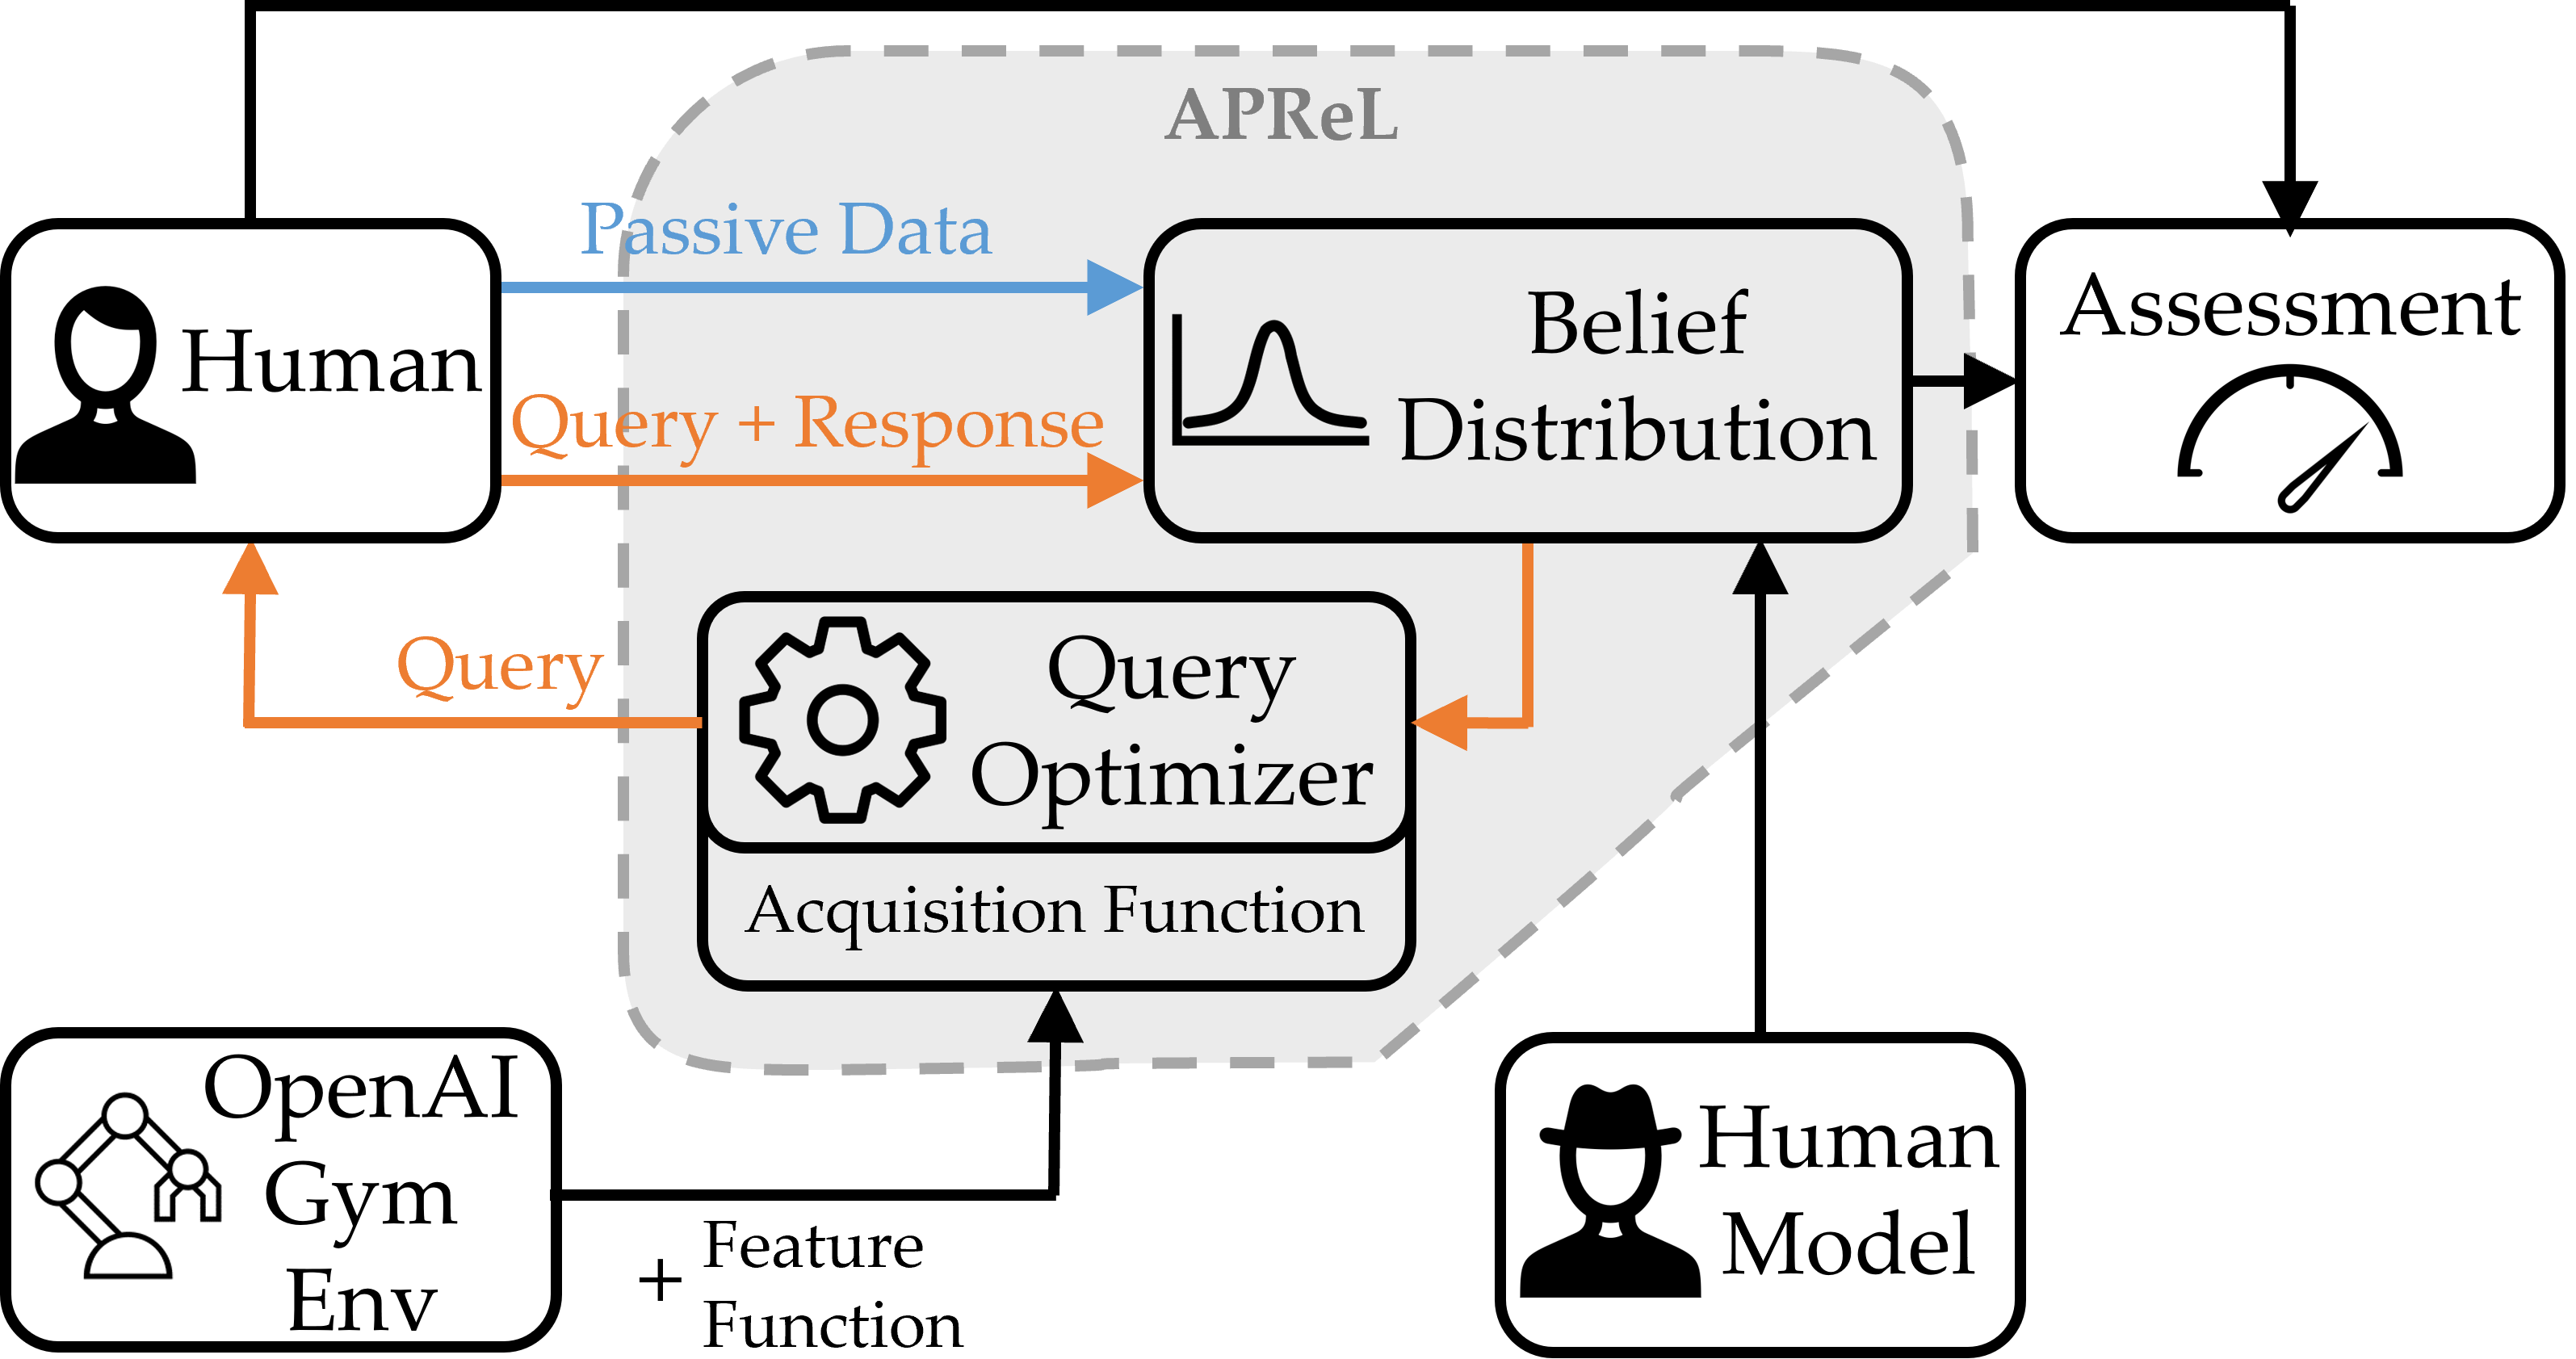 APReL
Passive Data
Human
Query + Response
Belief
Distribution
Assessment
Query
Query
Optimizer
Acquisition Function
OpenAI
Gym
Env
+ Feature
Function
Human
Model